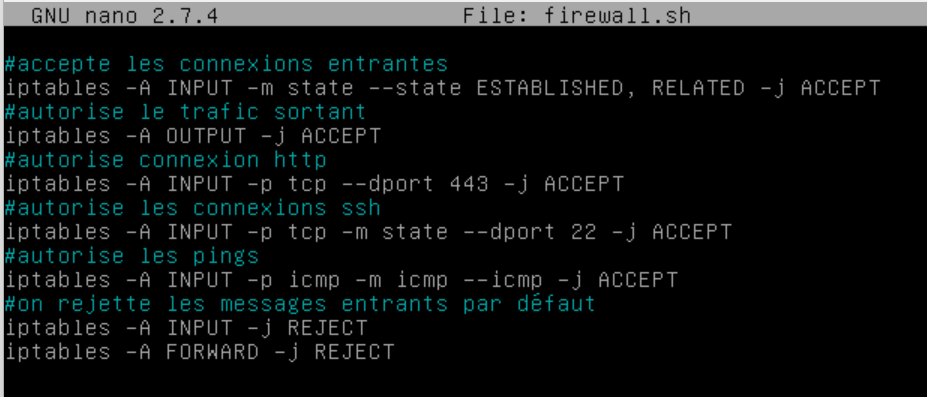 GNU nano 2.7.4 File: firewall.sh
#accepte les connexions entrantes
iptables -A INPUT -m state --state ESTABLISHED, RELATED -j ACCEPT
#autorise le trafic sortant
iptables -A OUTPUT -j ACCEPT
#autorise connexion http
iptables -A INPUT -p tcp --dport 443 -j ACCEPT
#autorise les connexions ssh
iptables -A INPUT -p tcp -m state --dport 22 -j ACCEPT
#autorise les pings
iptables -A INPUT -p icmp -m icmp --icmp -j ACCEPT
#on rejette les messages entrants par défaut
iptables -A INPUT -j REJECT
iptables -A FORWARD -j REJECT